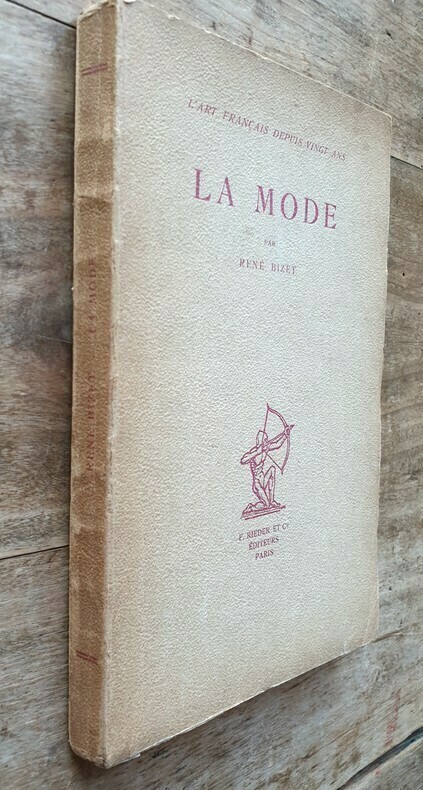 L'ART FRANÇAIS DEPUIS VINGT ANS
LA MODE
PAR
RENÉ BIZET
F. RIEDER ET Cie
ÉDITEURS
PARIS
RENÉ BIZET
LA MODE